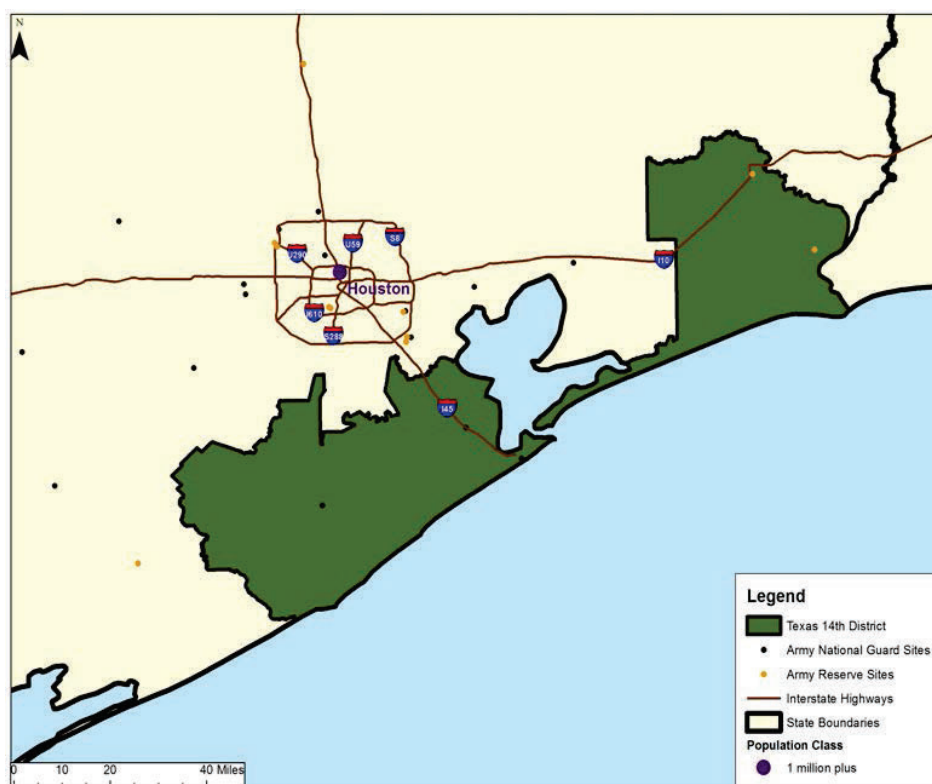 N
U59
S8
U290
I10
Houston
I610
S288
I45
Legend
Texas 14th District
Army National Guard Sites
Army Reserve Sites
Interstate Highways
State Boundaries
Population Class
1 million plus
0 10 20 40 Miles